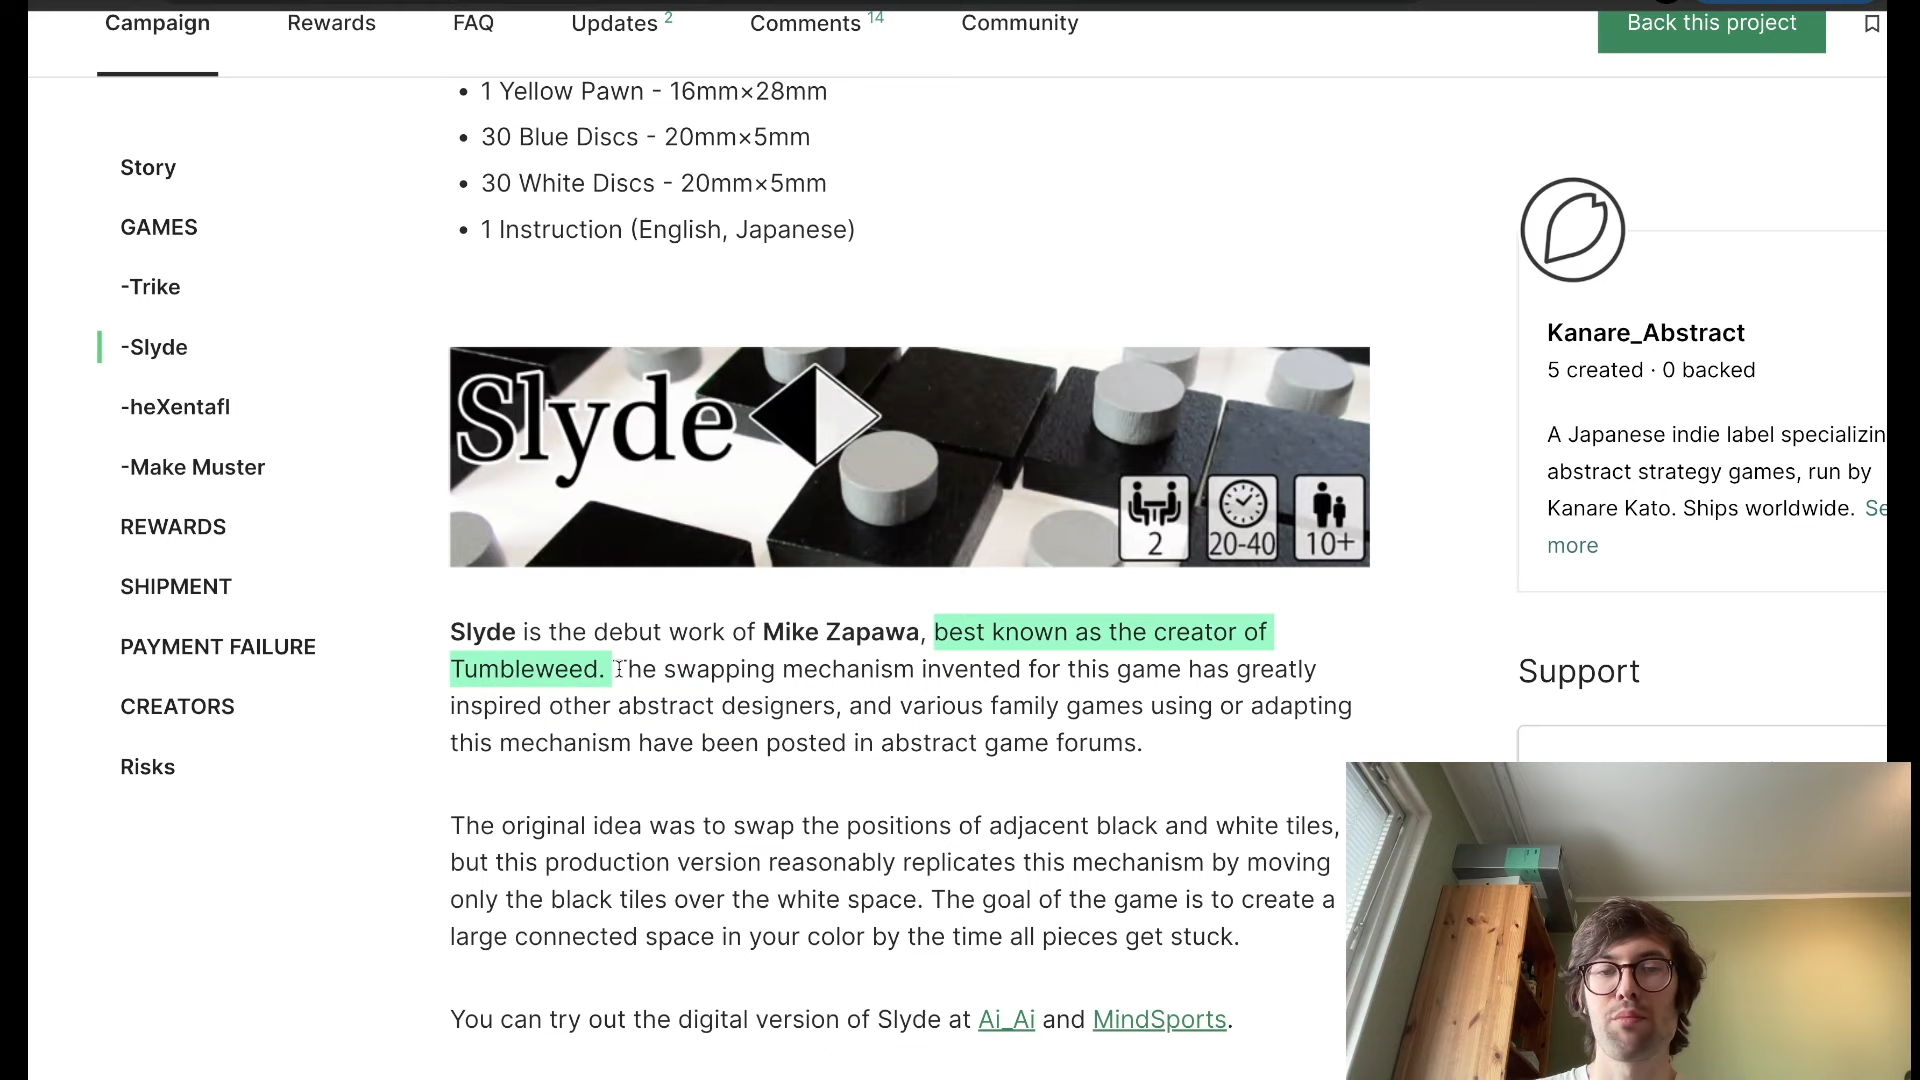 Campaign Rewards FAQ Updates 2 Comments 14 Community Back this project
• 1 Yellow Pawn - 16mm×28mm
• 30 Blue Discs - 20mm×5mm
• 30 White Discs - 20mm×5mm
• 1 Instruction (English, Japanese)
Story
GAMES
-Trike
-Slyde
-heXentafl
-Make Muster
REWARDS
SHIPMENT
PAYMENT FAILURE
CREATORS
Risks
Slyde
2 20-40 10+
Slyde is the debut work of Mike Zapawa, best known as the creator of
Tumbleweed. The swapping mechanism invented for this game has greatly
inspired other abstract designers, and various family games using or adapting
this mechanism have been posted in abstract game forums.
The original idea was to swap the positions of adjacent black and white tiles,
but this production version reasonably replicates this mechanism by moving
only the black tiles over the white space. The goal of the game is to create a
large connected space in your color by the time all pieces get stuck.
You can try out the digital version of Slyde at Ai_Ai and MindSports.
Kanare_Abstract
5 created · 0 backed
A Japanese indie label specializin
abstract strategy games, run by
Kanare Kato. Ships worldwide. Se
more
Support